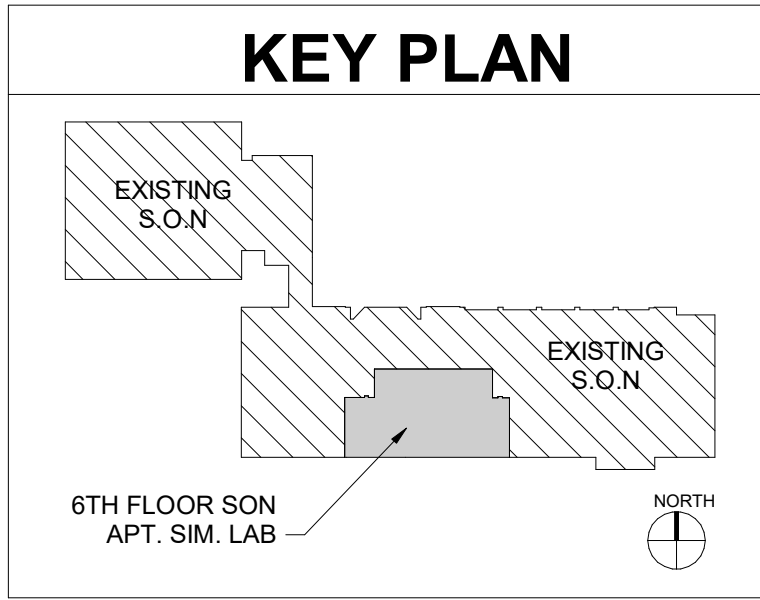 KEY PLAN
EXISTING
S.O.N
EXISTING
S.O.N
6TH FLOOR SON
APT. SIM. LAB
NORTH